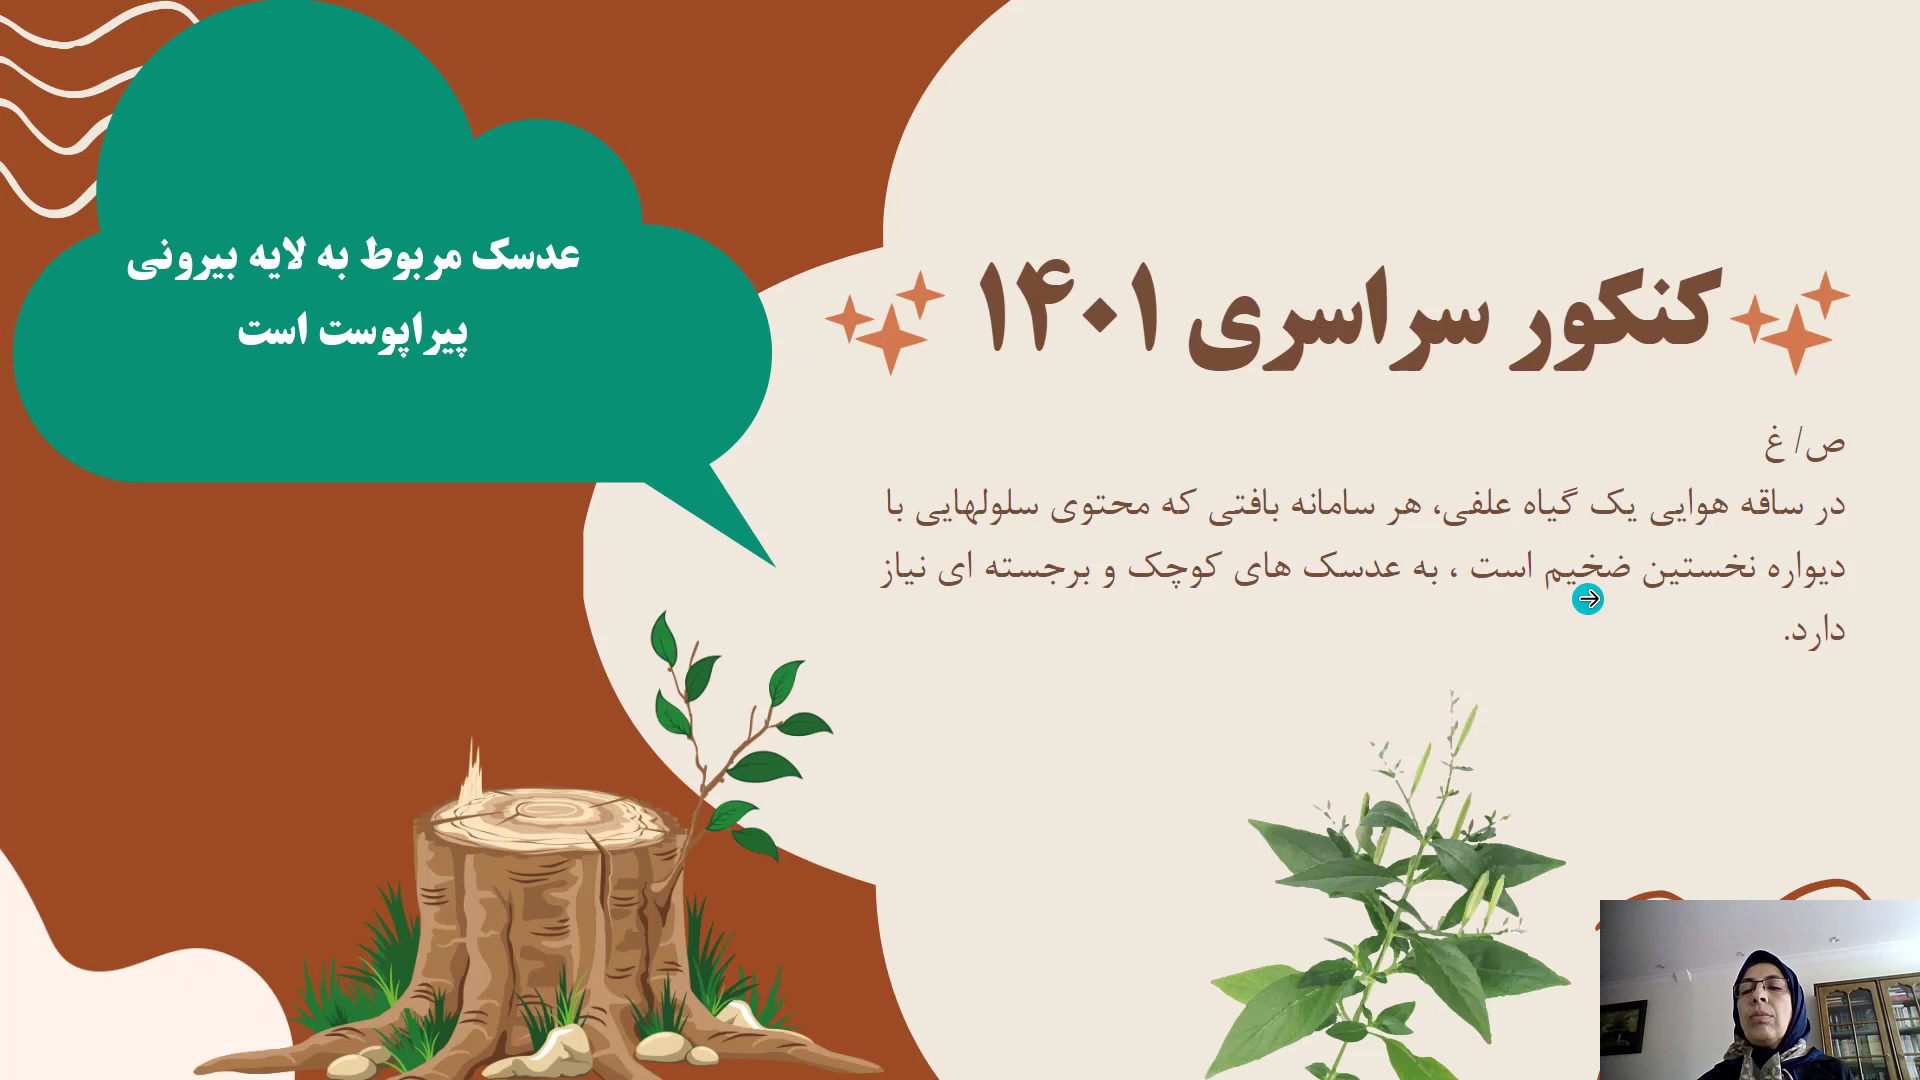 کنکور سراسری ۱۴۰۱
ص/ غ
در ساقه هوایی یک گیاه علفی، هر سامانه بافتی که محتوی سلولهایی با
دیواره نخستین ضخیم است ، به عدسک های کوچک و برجسته ای نیاز
دارد.
عدسک مربوط به لایه بیرونی
پیراپوست است